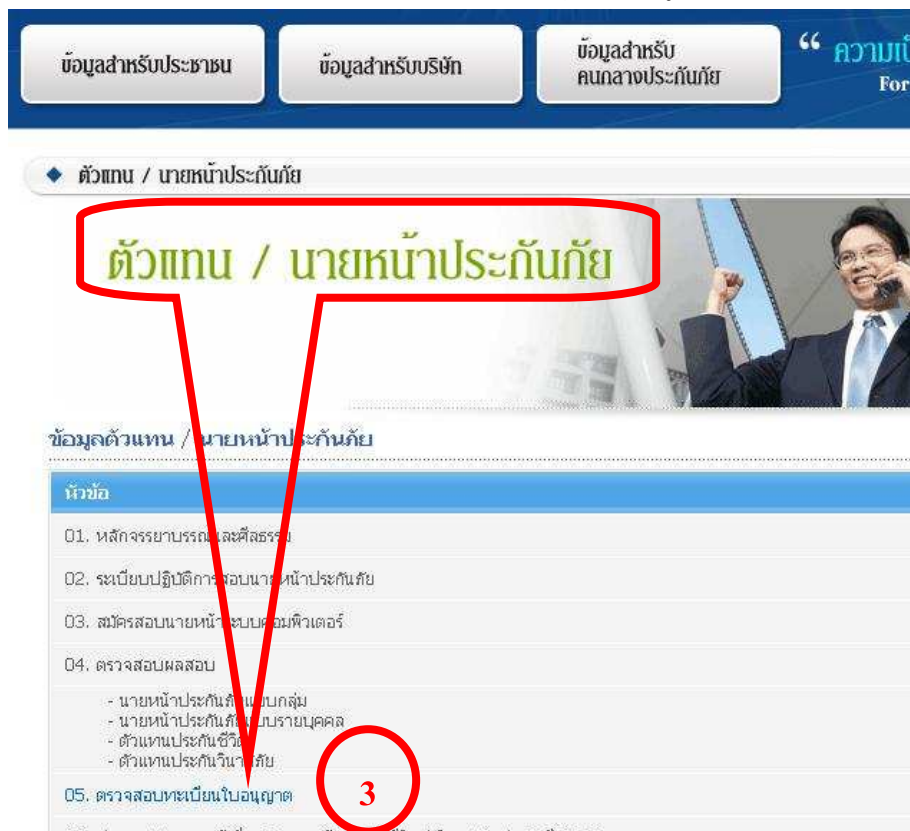 ข้อมูลสำหรับประชาชน
ข้อมูลสำหรับบริษัท
ข้อมูลสำหรับ
คนกลางประกันภัย
“
For
ตัวแทน / นายหน้าประกันภัย
ตัวแทน / นายหน้าประกันภัย
ข้อมูลตัวแทน / นายหน้าประกันภัย
หัวข้อ
01. หลักจรรยาบรรณและศีลธรรม
02. ระเบียบปฏิบัติการสอบนายหน้าประกันภัย
03. สมัครสอบนายหน้าระบบคอมพิวเตอร์
04. ตรวจสอบผลสอบ
- นายหน้าประกันภัยแบบกลุ่ม
- นายหน้าประกันภัยแบบรายบุคคล
- ตัวแทนประกันชีวิต
- ตัวแทนประกันวินาศภัย
05. ตรวจสอบทะเบียนใบอนุญาต
3